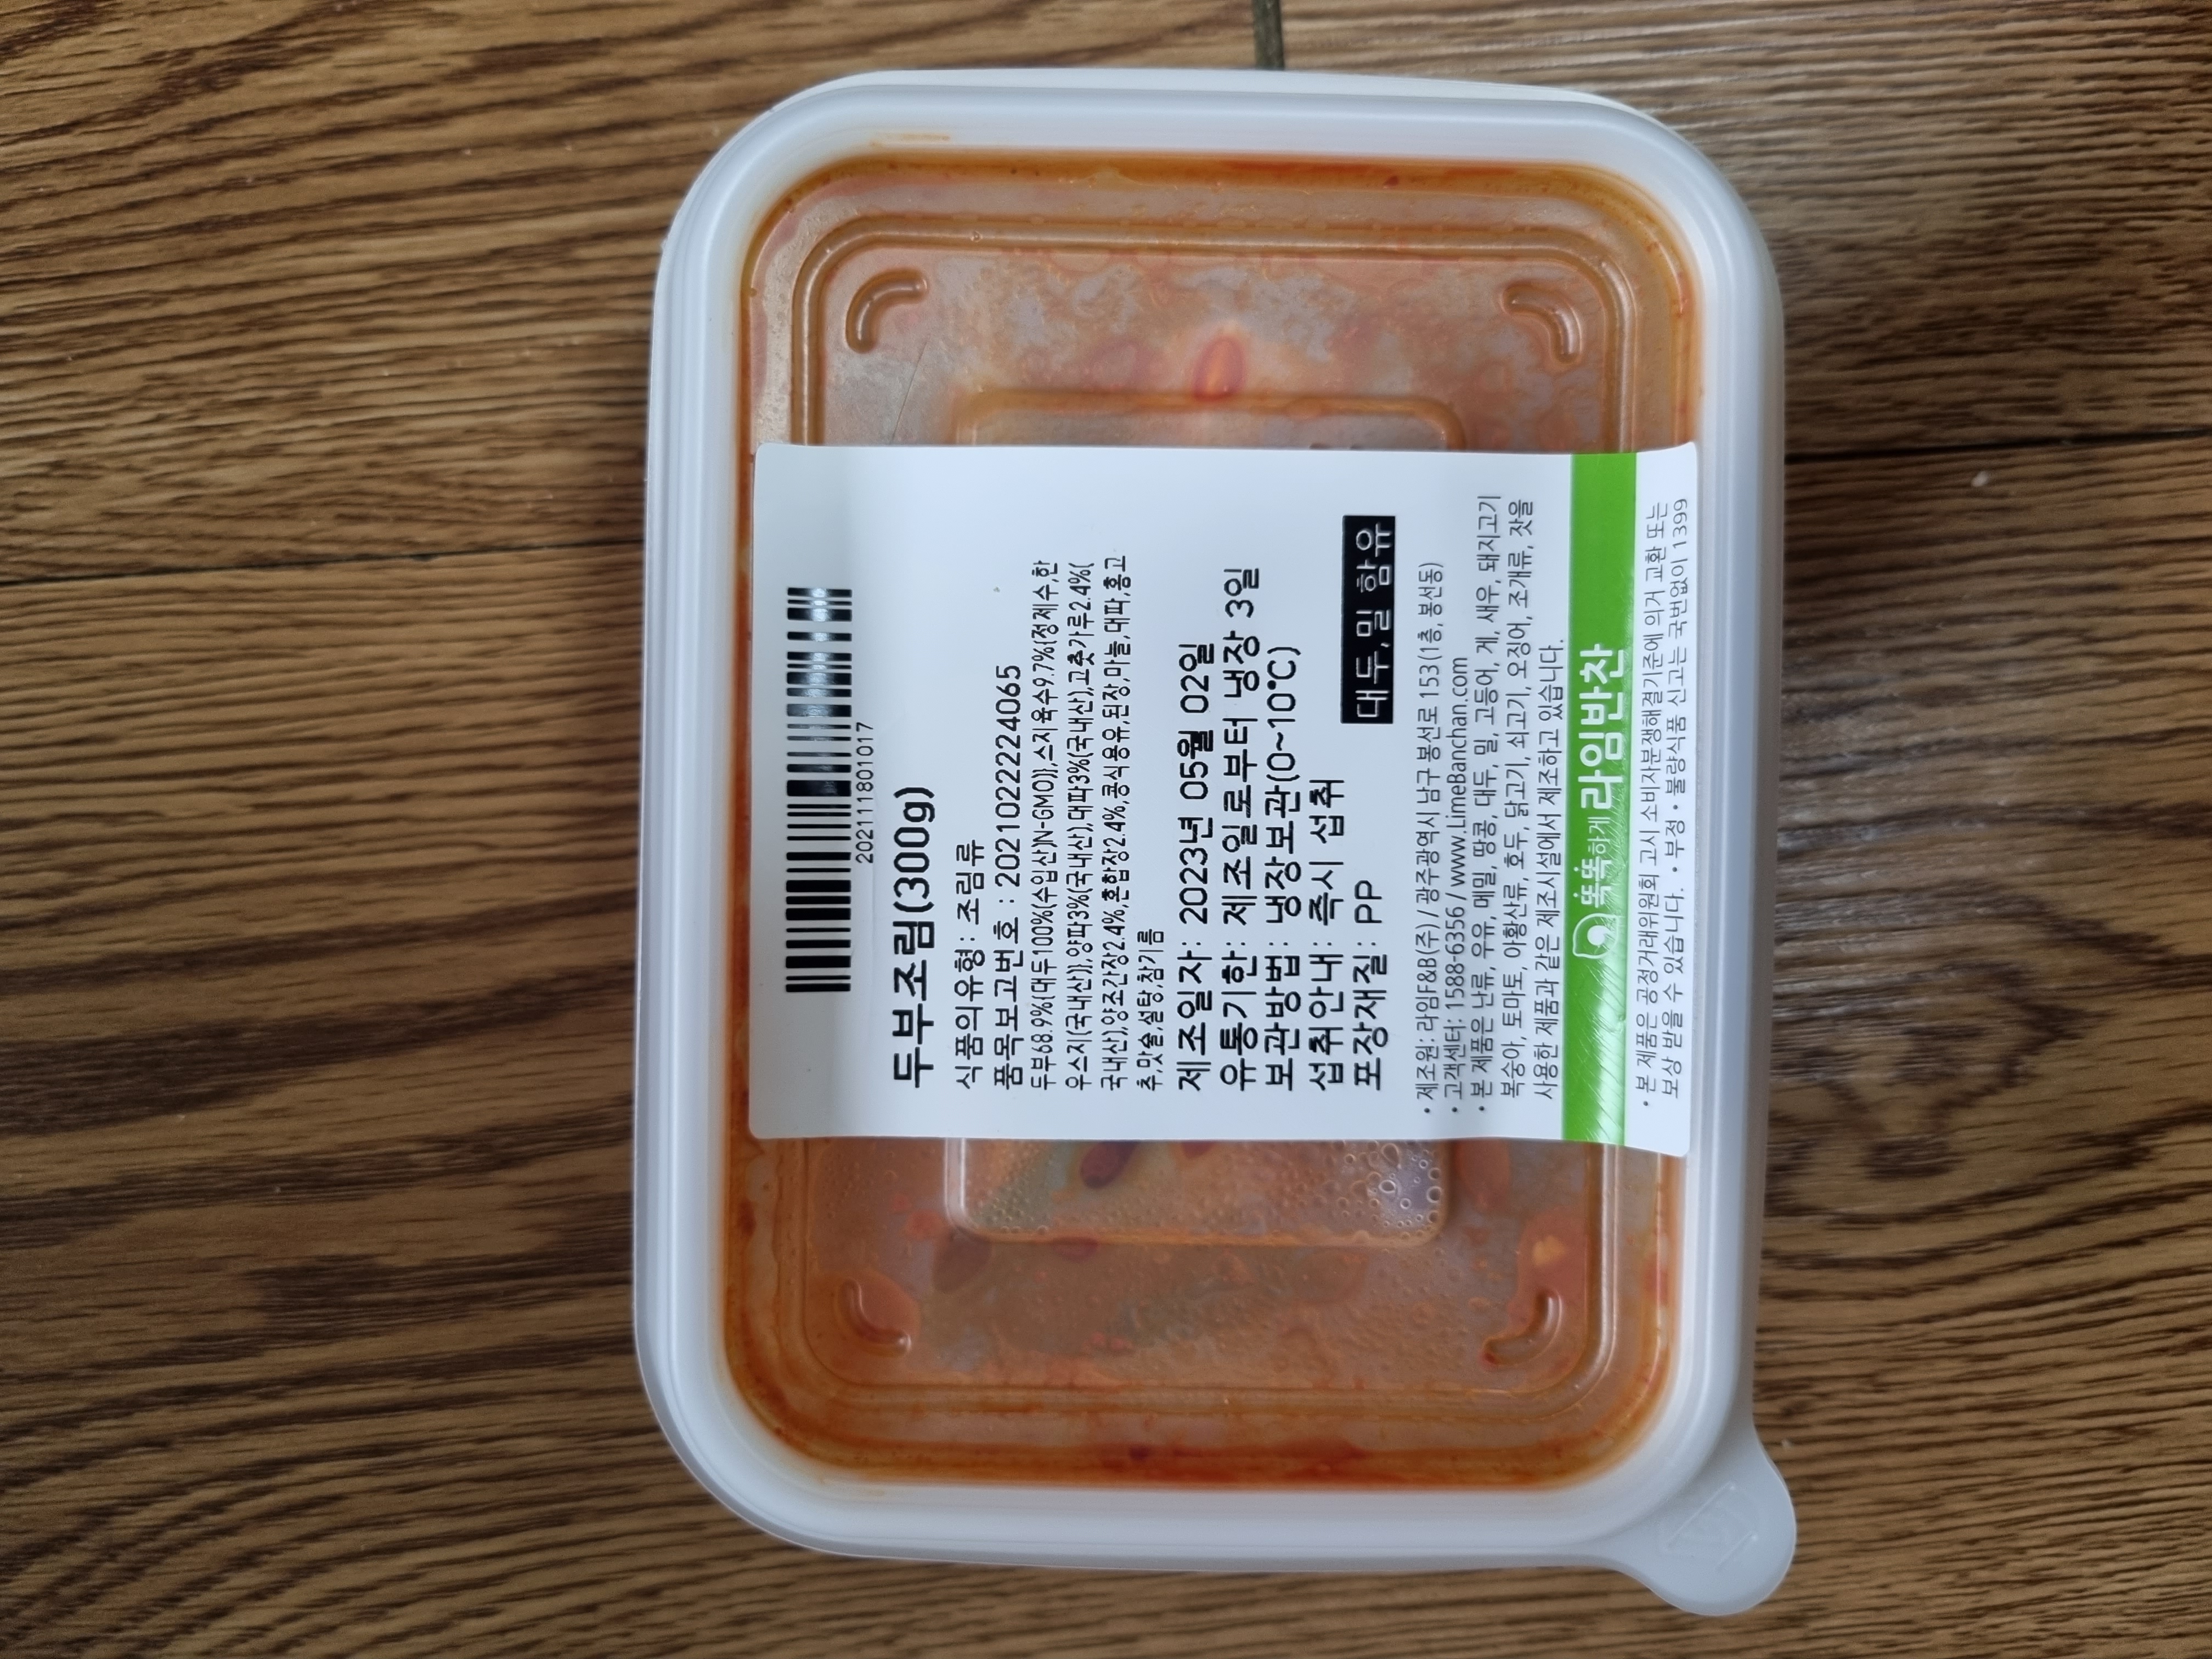 202111801017
두부조림(300g)
식품의유형: 조림류
품목보고번호 : 2021022224065
두부68.9%{대두100%(수입산)N-GMO)},스지육수9.7%{정제수,한
우스지(국내산)},양파3%(국내산),대파3%(국내산),고춧가루2.4%(
국내산),양조간장2.4%,혼합장2.4%,콩식용유,된장,마늘,대파,홍고
추,맛술,설탕,참기름
제조일자: 2023년 05월 02일
유통기한: 제조일로부터 냉장 3일
보관방법: 냉장보관(0~10℃)
섭취안내: 즉시 섭취
포장재질: PP
대두,밀 함유
• 제조원: 라임F&B(주) / 광주광역시 남구 봉선로 153(1층, 봉선동)
• 고객센터: 1588-6356 / www.LimeBanchan.com
• 본 제품은 난류, 우유, 메밀, 땅콩, 대두, 밀, 고등어, 게, 새우, 돼지고기
복숭아, 토마토, 아황산류, 호두, 닭고기, 쇠고기, 오징어, 조개류, 잣을
사용한 제품과 같은 제조시설에서 제조하고 있습니다.
똑똑하게 라임반찬
• 본 제품은 공정거래위원회 고시 소비자분쟁해결기준에 의거 교환 또는
보상 받을 수 있습니다. • 부정 • 불량식품 신고는 국번없이 1399